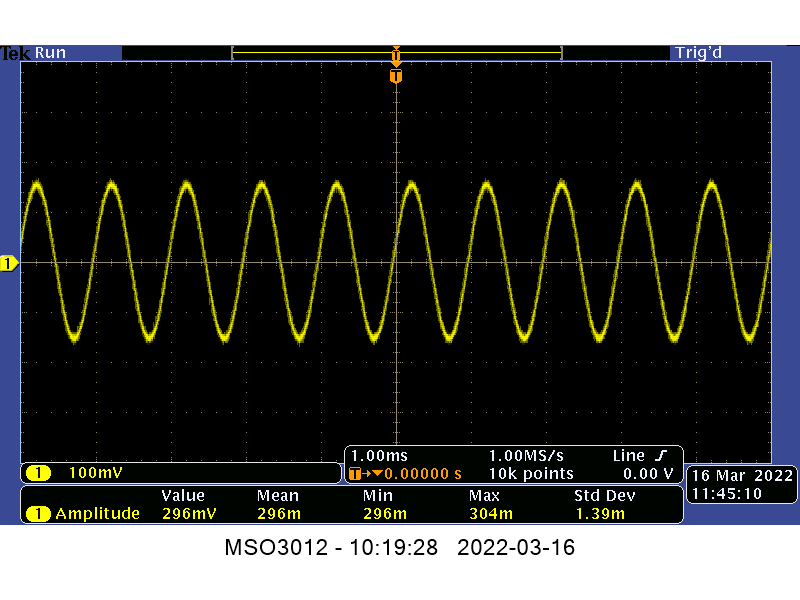 Tek Run Trig'd
T
T
1
1.00ms 1.00MS/s Line
1 100mV T 0.00000 s 10k points 0.00 V
16 Mar 2022
11:45:10
Value Mean Min Max Std Dev
1 Amplitude 296mV 296m 296m 304m 1.39m
MSO3012 - 10:19:28 2022-03-16